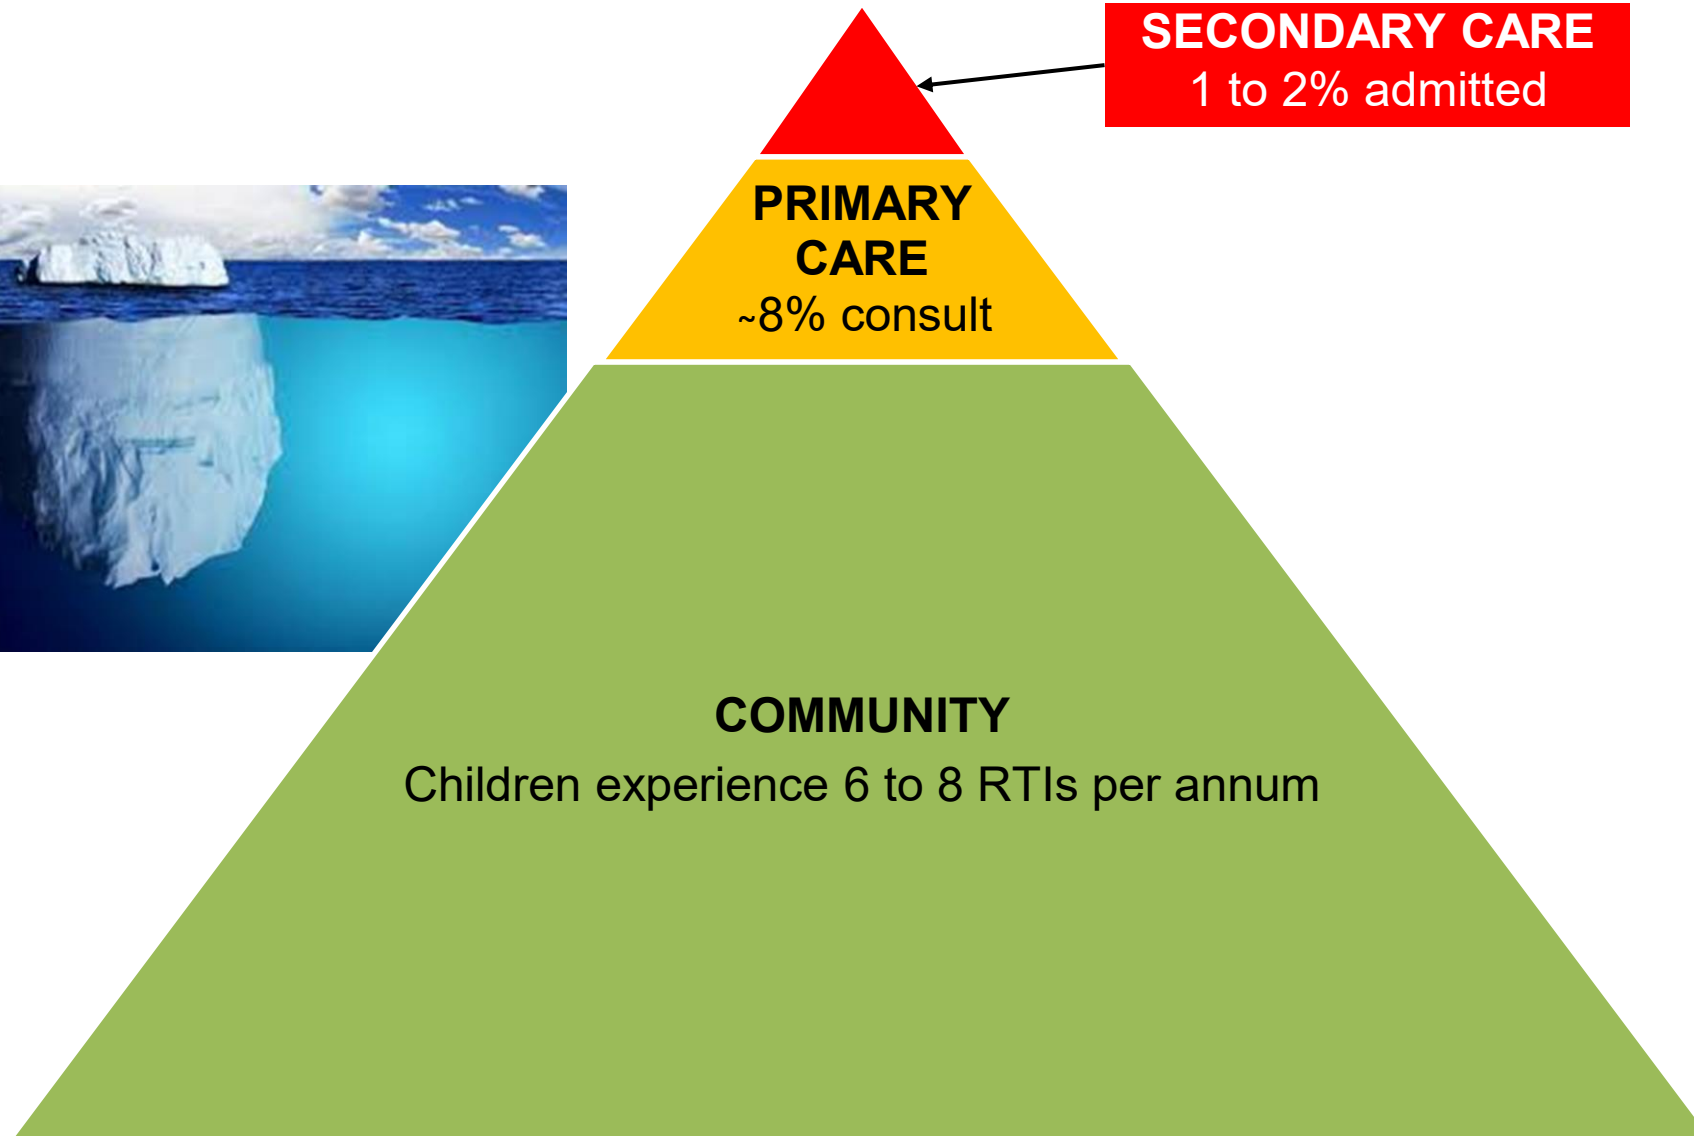 SECONDARY CARE
1 to 2% admitted
PRIMARY
CARE
~8% consult
COMMUNITY
Children experience 6 to 8 RTIs per annum